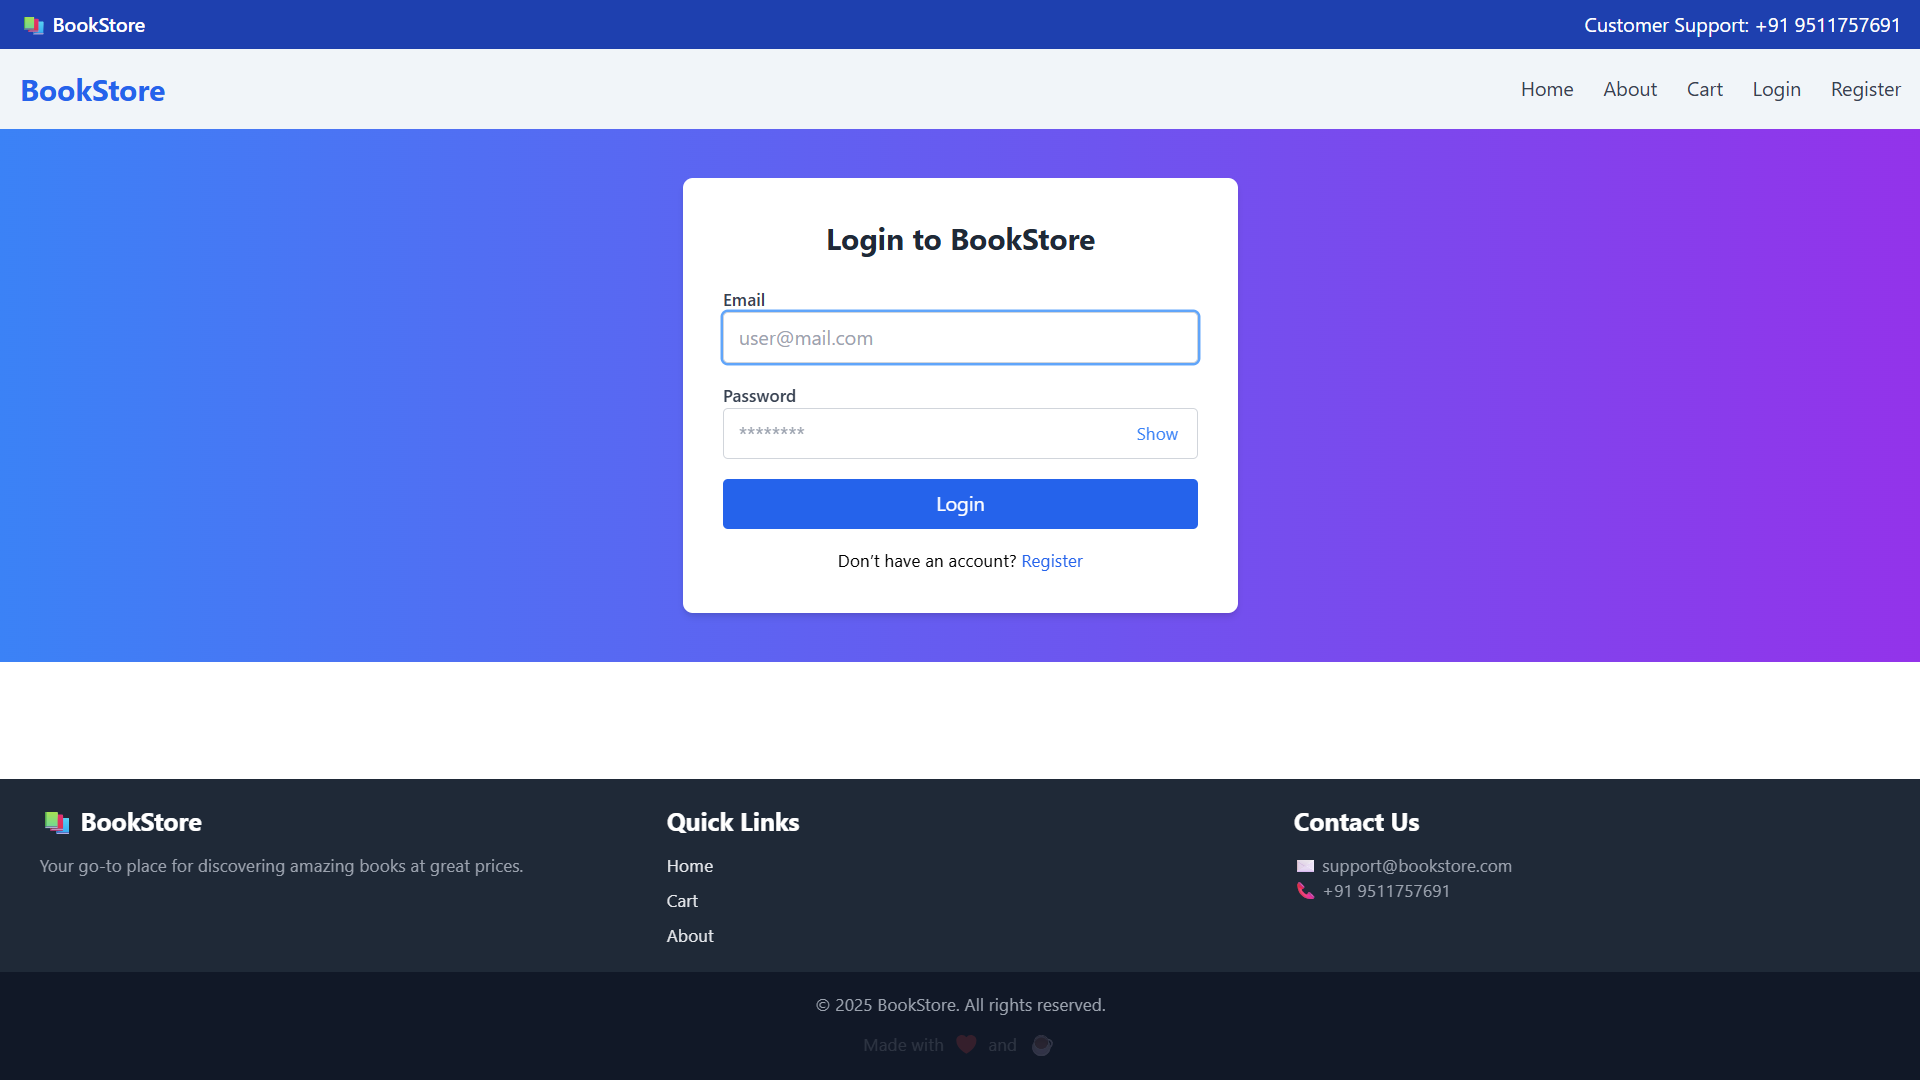 BookStore
Customer Support: +91 9511757691
BookStore
Home About Cart Login Register
Login to BookStore
Email
user@mail.com
Password
********
Show
Login
Don’t have an account? Register
BookStore
Your go-to place for discovering amazing books at great prices.
Quick Links
Home
Cart
About
Contact Us
support@bookstore.com
+91 9511757691
© 2025 BookStore. All rights reserved.
Made with ❤️ and